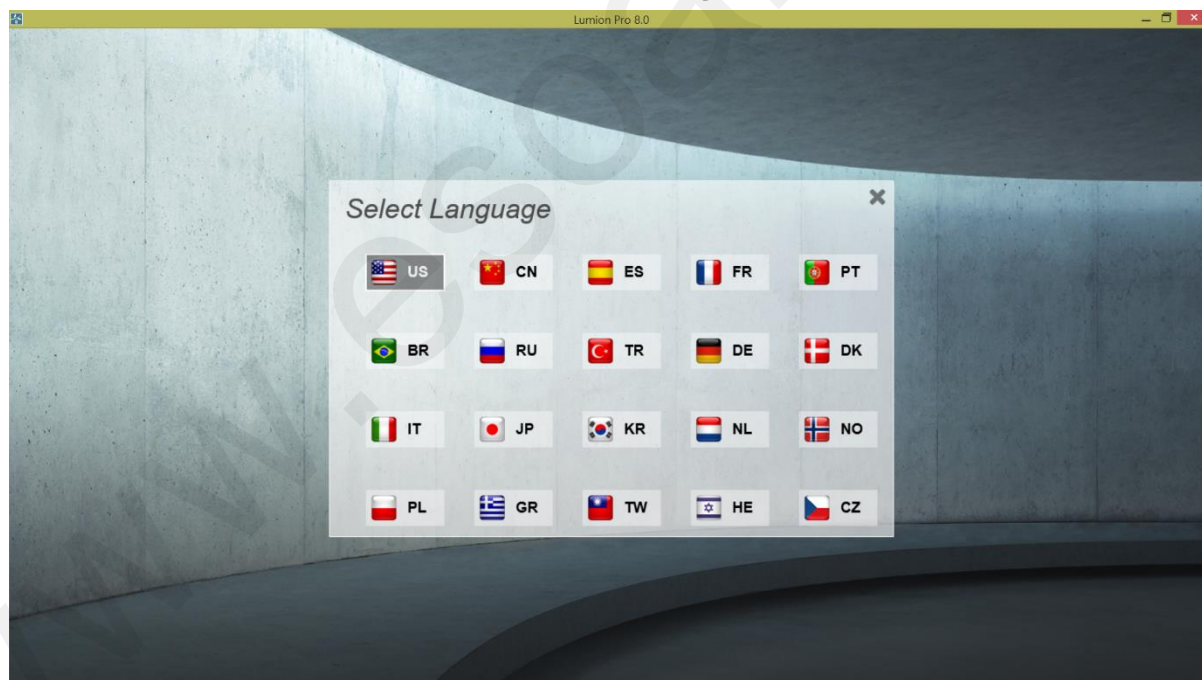 Lumion Pro 8.0
Select Language
US CN ES FR PT
BR RU TR DE DK
IT JP KR NL NO
PL GR TW HE CZ